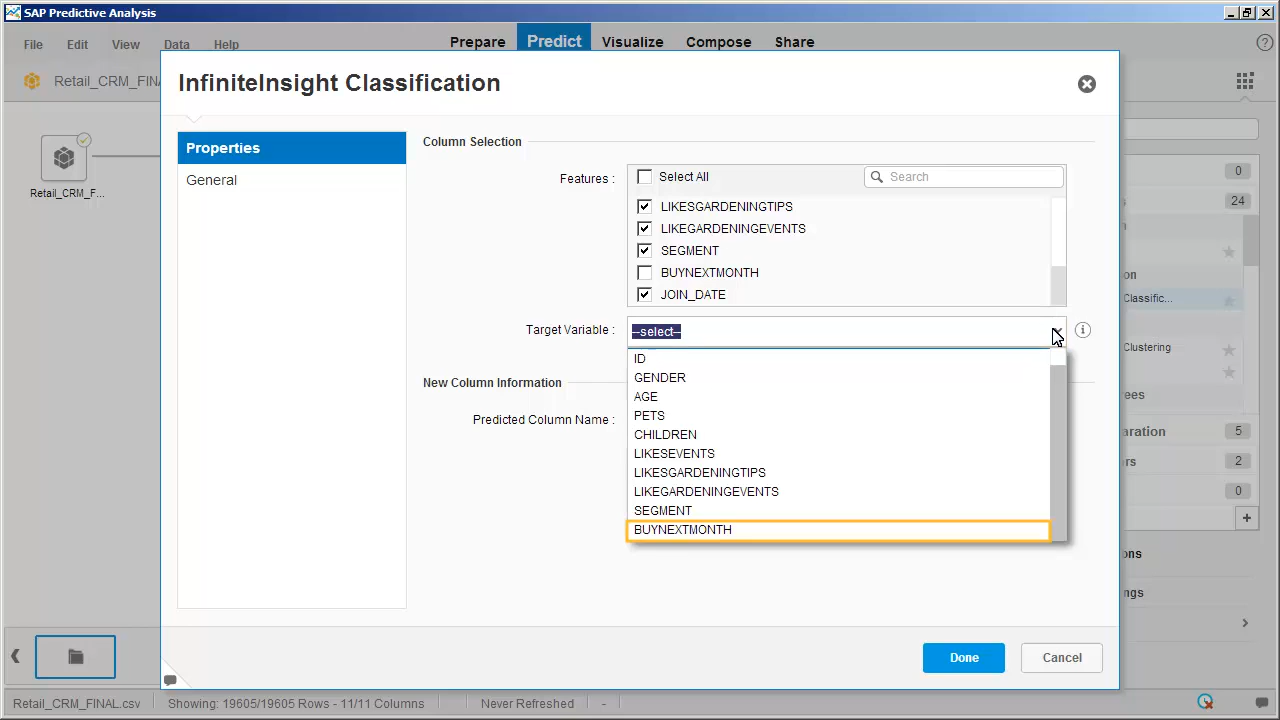 SAP Predictive Analysis
File Edit View Data Help
Prepare Predict Visualize Compose Share
Retail_CRM_FINA
InfiniteInsight Classification
Properties
General
Column Selection
Features :
Select All
Search
LIKESGARDENINGTIPS
LIKEGARDENINGEVENTS
SEGMENT
BUYNEXTMONTH
JOIN_DATE
Target Variable :
--select--
ID
GENDER
AGE
PETS
CHILDREN
LIKESEVENTS
LIKESGARDENINGTIPS
LIKEGARDENINGEVENTS
SEGMENT
BUYNEXTMONTH
New Column Information
Predicted Column Name :
Done
Cancel
Retail_CRM_F...
0
s 24
n
on
Classific...
Clustering
ees
aration 5
rs 2
0
ons
ngs
Retail_CRM_FINAL.csv
Showing: 19605/19605 Rows - 11/11 Columns
Never Refreshed
-